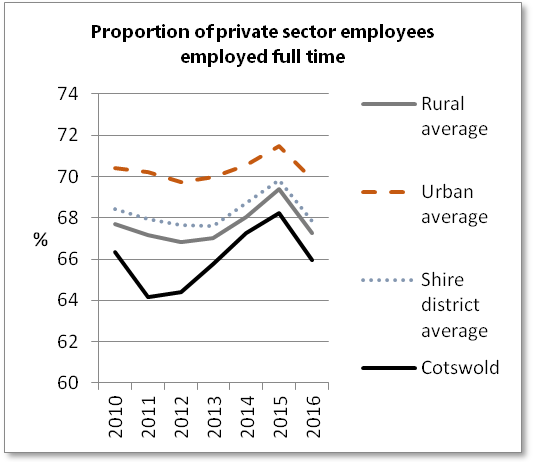 Proportion of private sector employees
employed full time
74
72
70
68
66
64
62
60
%
2010
2011
2012
2013
2014
2015
2016
Rural
average
Urban
average
Shire
district
average
Cotswold